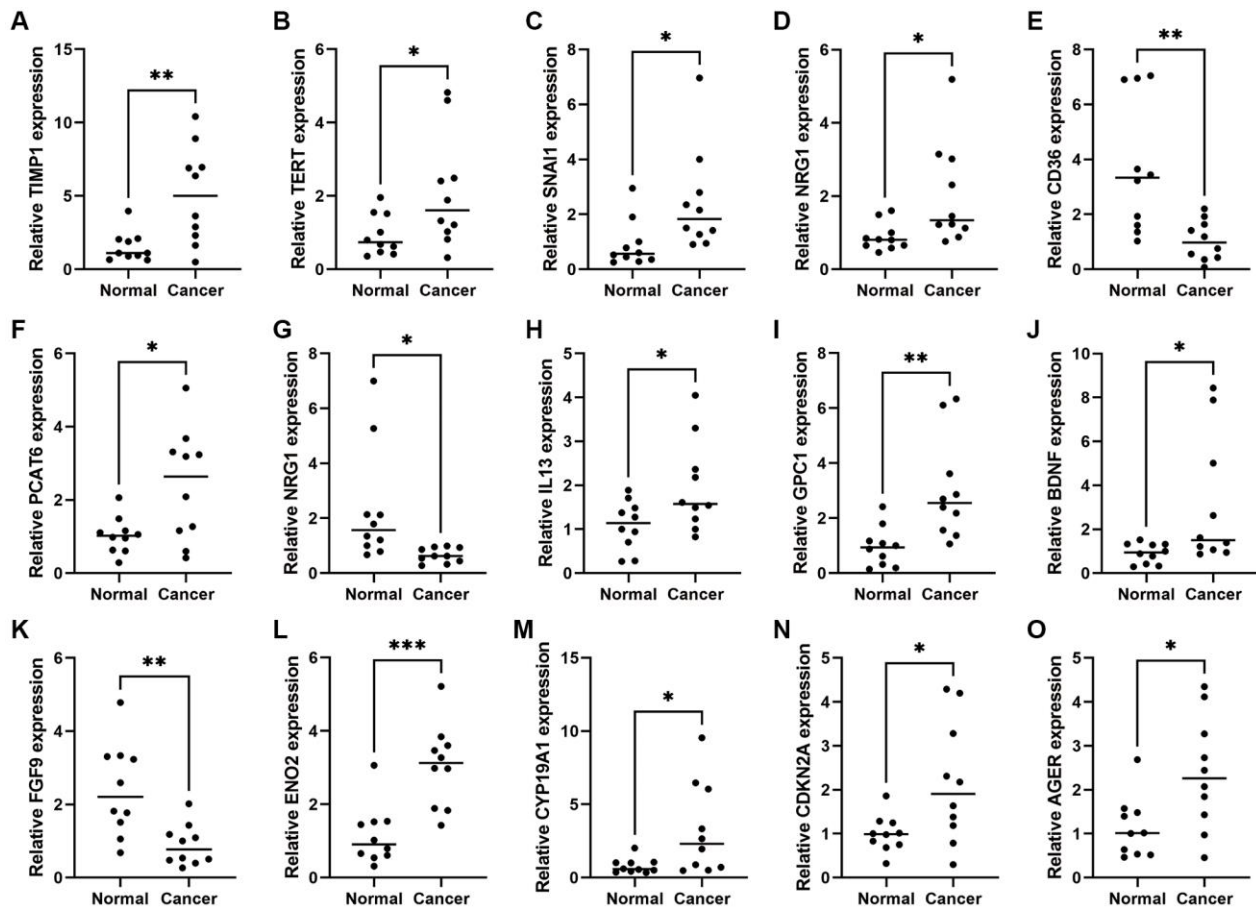 A
Relative TIMP1 expression
15
10
5
0
**
Normal Cancer
B
Relative TERT expression
6
4
2
0
*
Normal Cancer
C
Relative SNAI1 expression
8
6
4
2
0
*
Normal Cancer
D
Relative NRG1 expression
6
4
2
0
*
Normal Cancer
E
Relative CD36 expression
8
6
4
2
0
**
Normal Cancer
F
Relative PCAT6 expression
6
4
2
0
*
Normal Cancer
G
Relative NRG1 expression
8
6
4
2
0
*
Normal Cancer
H
Relative IL13 expression
5
4
3
2
1
0
*
Normal Cancer
I
Relative GPC1 expression
8
6
4
2
0
**
Normal Cancer
J
Relative BDNF expression
10
8
6
4
2
0
*
Normal Cancer
K
Relative FGF9 expression
6
4
2
0
**
Normal Cancer
L
Relative ENO2 expression
6
4
2
0
***
Normal Cancer
M
Relative CYP19A1 expression
15
10
5
0
*
Normal Cancer
N
Relative CDKN2A expression
5
4
3
2
1
0
*
Normal Cancer
O
Relative AGER expression
5
4
3
2
1
0
*
Normal Cancer